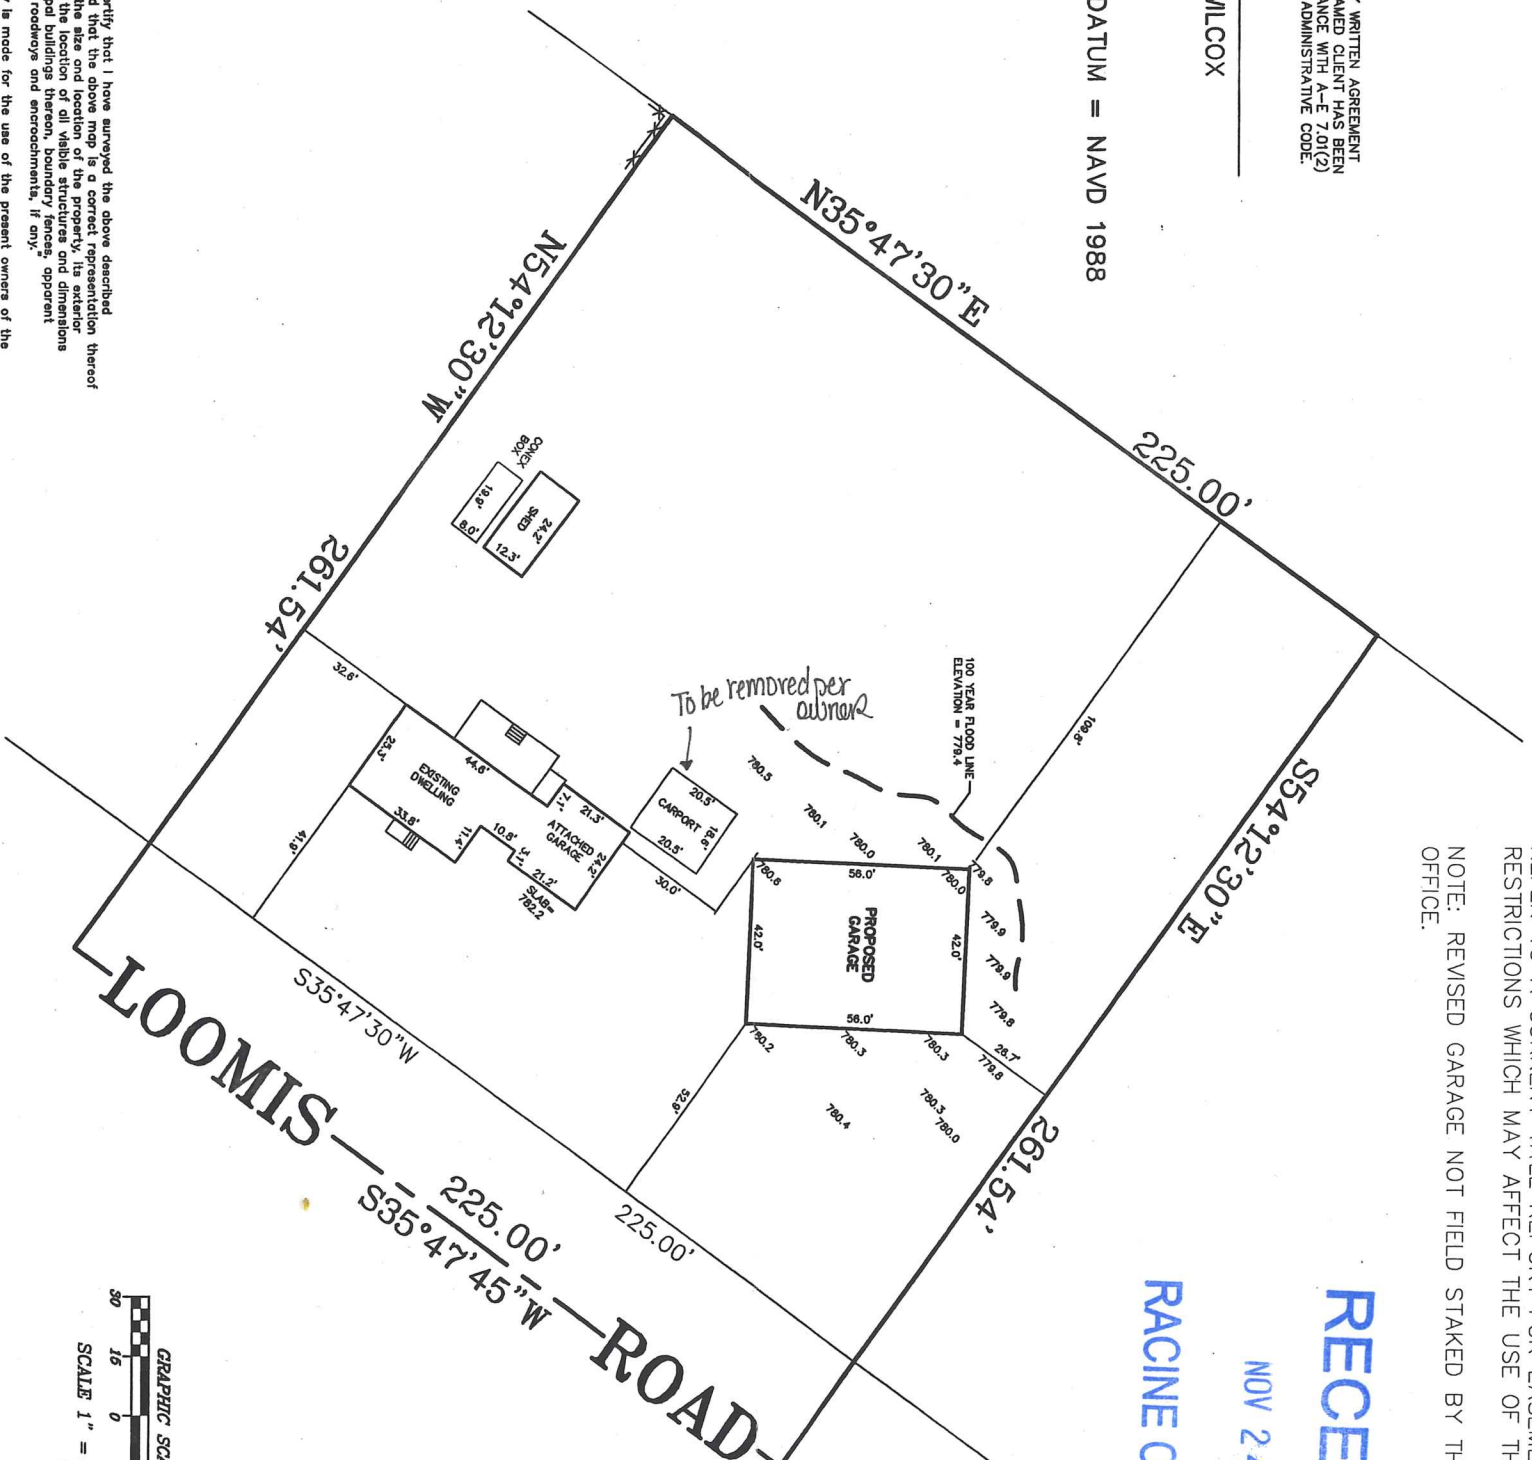 WRITTEN AGREEMENT
AMED CLIENT HAS BEEN
ANCE WITH A-E 7.01(2)
ADMINISTRATIVE CODE.
WILCOX
DATUM = NAVD 1988
rtify that I have surveyed the above described
d that the above map is a correct representation thereof
the size and location of the property, its exterior
the location of all visible structures and dimensions
pal buildings thereon, boundary fences, apparent
roadways and encroachments, if any."
is made for the use of the present owners of the
N35°47'30"E
225.00'
N54°12'30"W
261.54'
S54°12'30"E
261.54'
CONEX
BOX
19.9'
8.0'
SHED
24.2'
12.3'
32.6'
25.3'
44.6'
EXISTING
DWELLING
33.8'
11.4'
10.8'
7.1'
21.3'
ATTACHED
GARAGE
24.2'
21.2'
SLAB=
782.2
41.9'
To be removed per
owner
20.5'
CARPORT
18.6'
20.5'
30.0'
100 YEAR FLOOD LINE
ELEVATION = 779.4
109.8'
780.5
780.1
780.0
780.1
779.8
780.0
780.6
56.0'
PROPOSED
GARAGE
42.0'
42.0'
56.0'
779.9
779.9
779.8
26.7'
779.8
780.2
780.3
780.3
780.3
780.0
780.4
52.9'
S35°47'30"W
225.00'
LOOMIS ROAD
225.00'
S35°47'45"W
RESTRICTIONS WHICH MAY AFFECT THE USE OF TH
NOTE: REVISED GARAGE NOT FIELD STAKED BY TH
OFFICE.
RECE
NOV 2
RACINE C
GRAPHIC SCA
30 16 0
SCALE 1" =